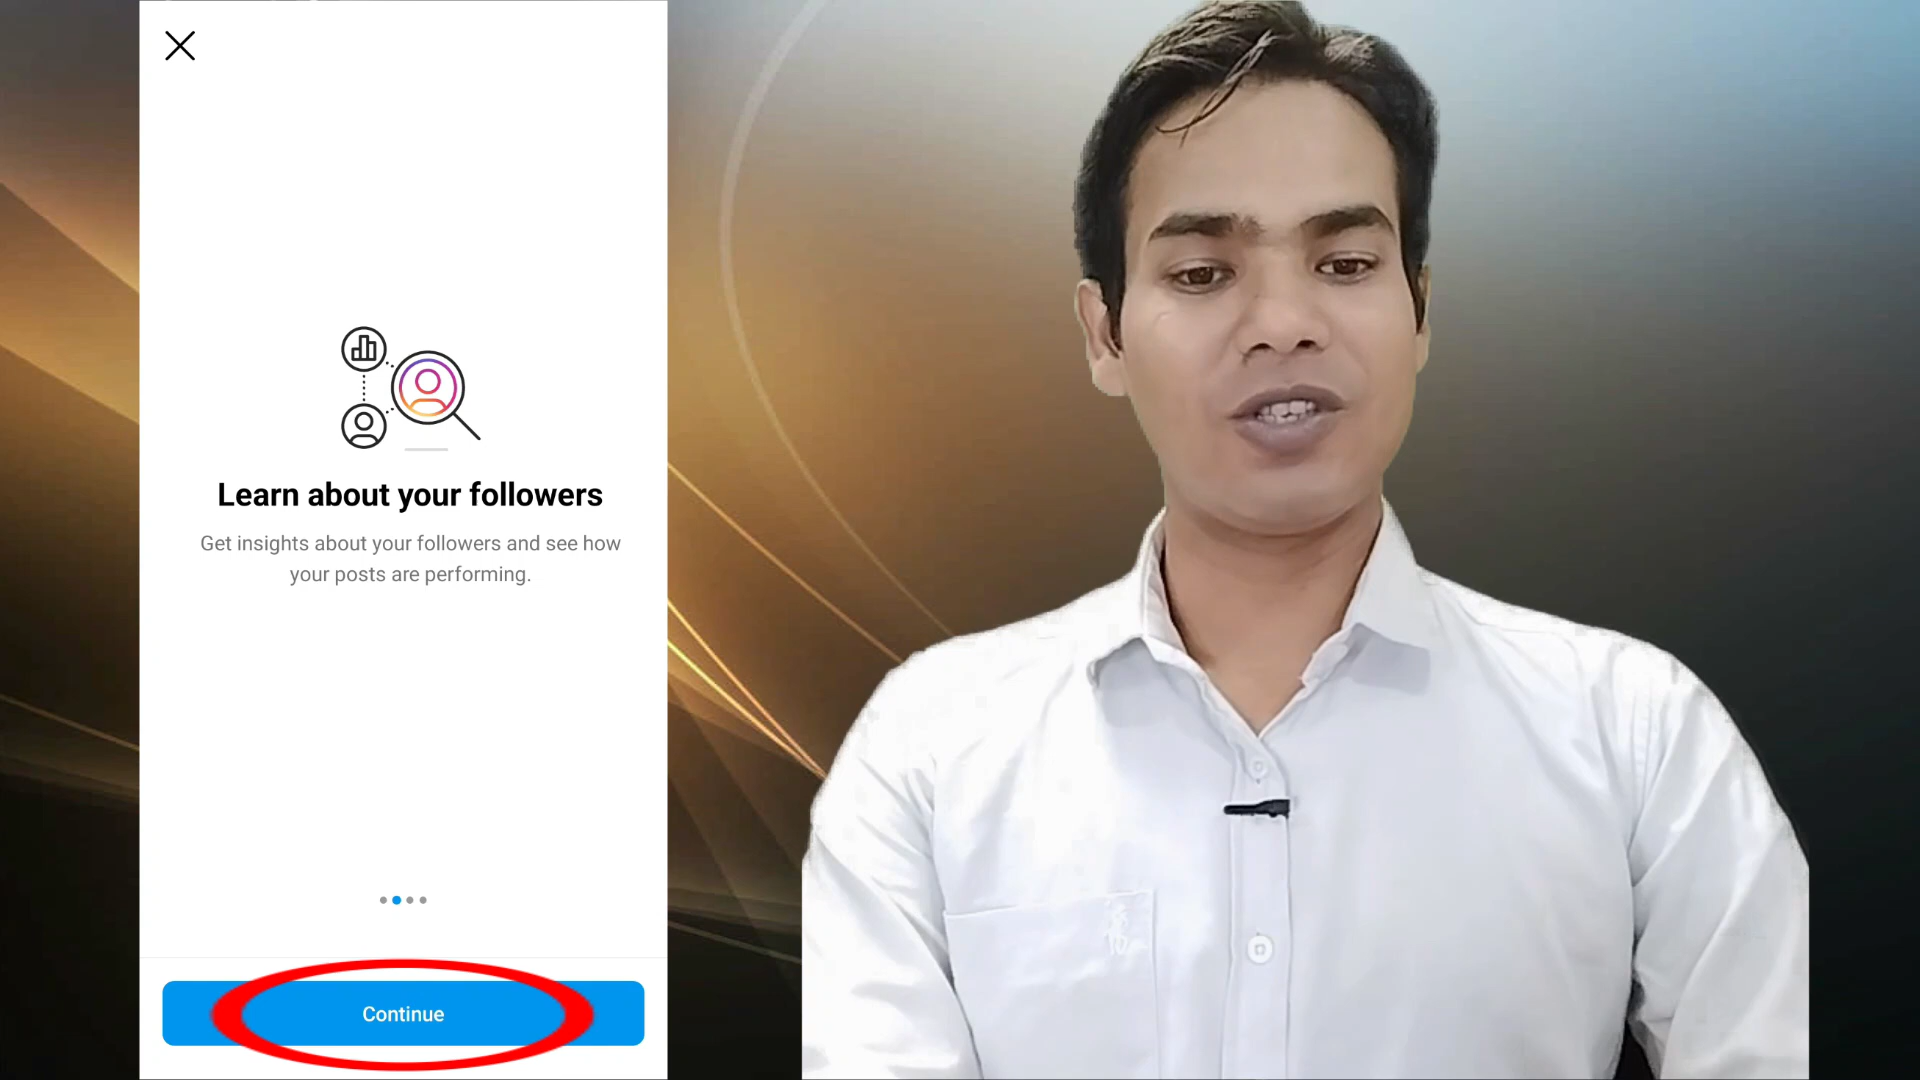 Learn about your followers
Get insights about your followers and see how
your posts are performing.
Continue